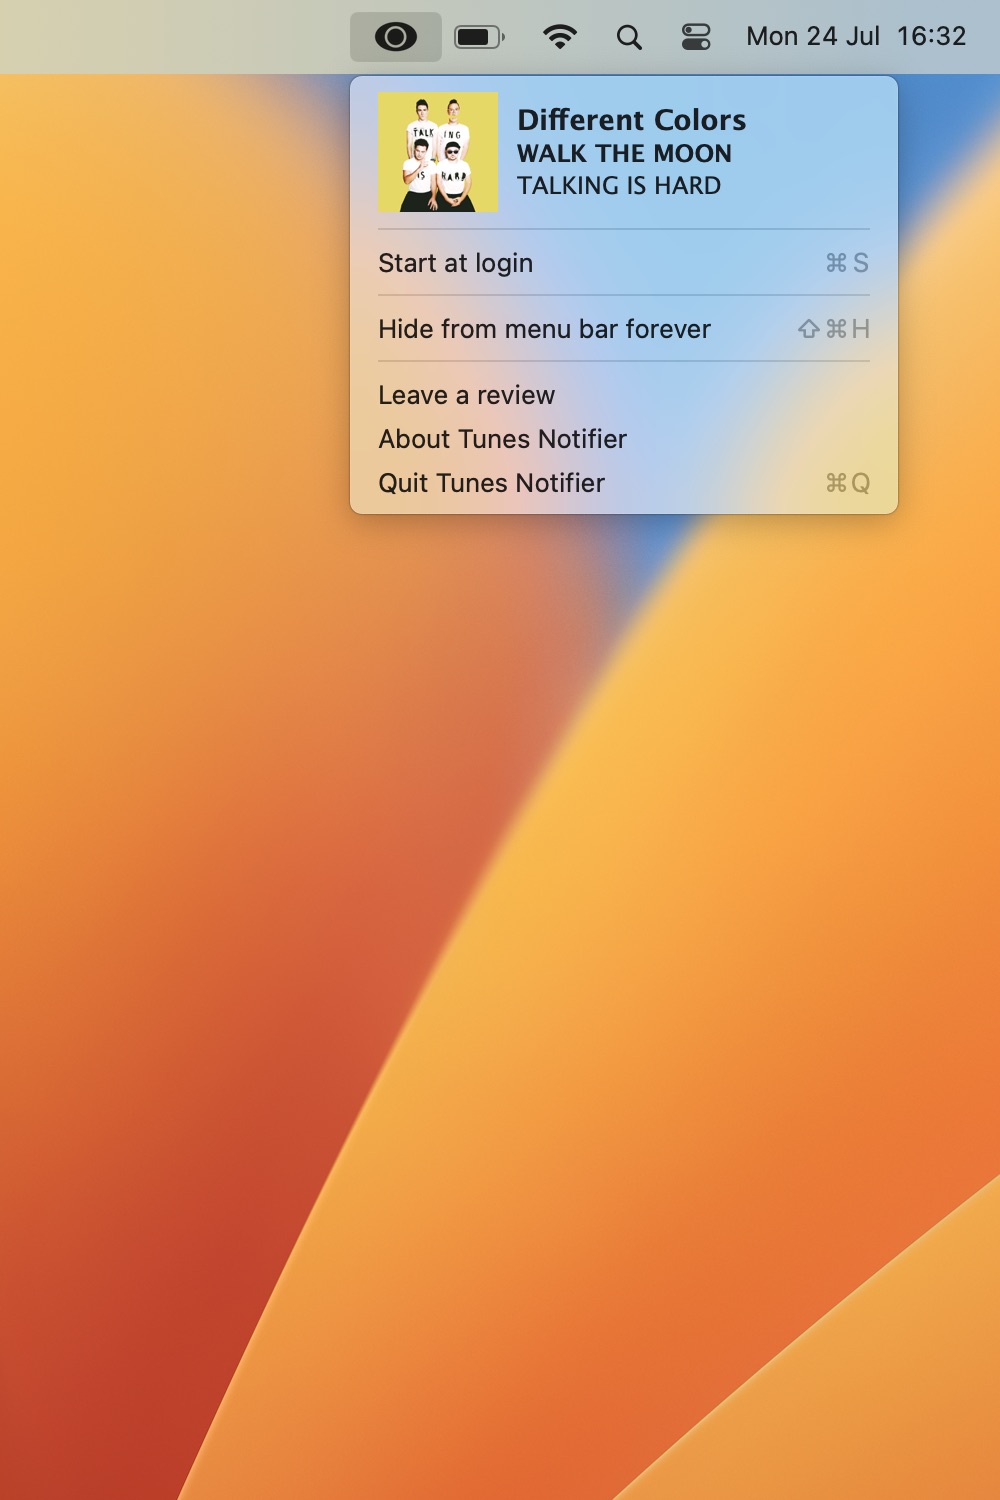 Mon 24 Jul 16:32
TALK ING
IS HARD
Different Colors
WALK THE MOON
TALKING IS HARD
Start at login ⌘S
Hide from menu bar forever ⇧⌘H
Leave a review
About Tunes Notifier
Quit Tunes Notifier ⌘Q